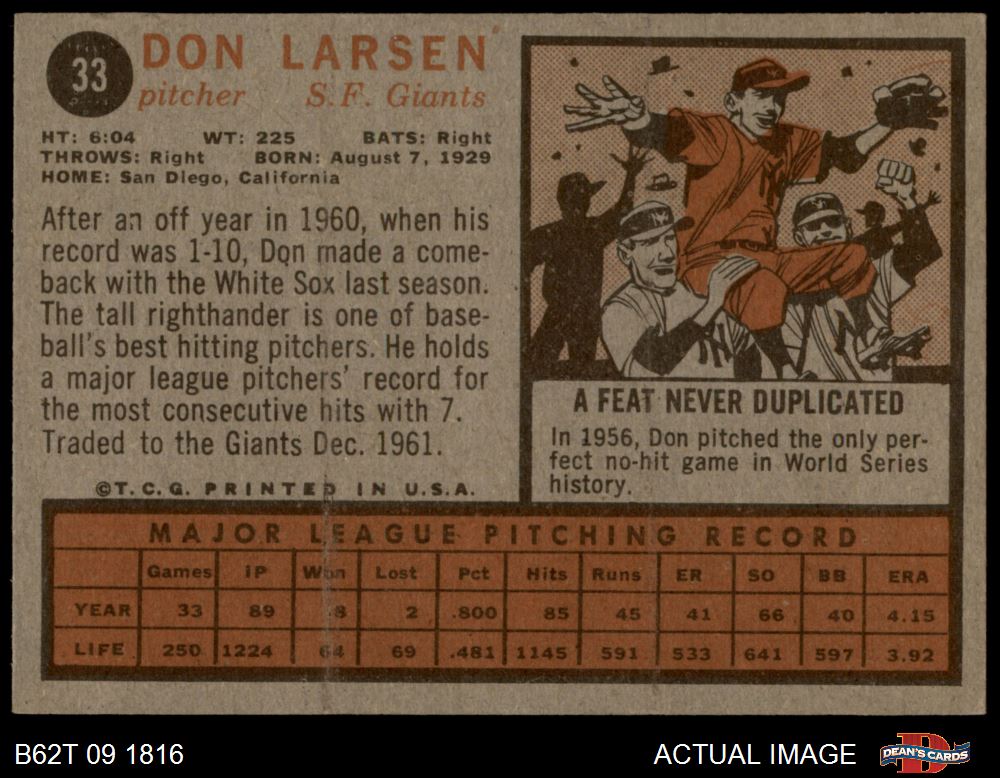 33
DON LARSEN
pitcher S.F. Giants
HT: 6:04 WT: 225 BATS: Right
THROWS: Right BORN: August 7, 1929
HOME: San Diego, California
After an off year in 1960, when his
record was 1-10, Don made a come-
back with the White Sox last season.
The tall righthander is one of base-
ball's best hitting pitchers. He holds
a major league pitchers' record for
the most consecutive hits with 7.
Traded to the Giants Dec. 1961.
©T.C.G. PRINTED IN U.S.A.
A FEAT NEVER DUPLICATED
In 1956, Don pitched the only per-
fect no-hit game in World Series
history.
MAJOR LEAGUE PITCHING RECORD
Games IP Won Lost Pct Hits Runs ER SO BB ERA
YEAR 33 89 8 2 .800 85 45 41 66 40 4.15
LIFE 250 1224 64 69 .481 1145 591 533 641 597 3.92
B62T 09 1816
ACTUAL IMAGE
DEAN'S CARDS